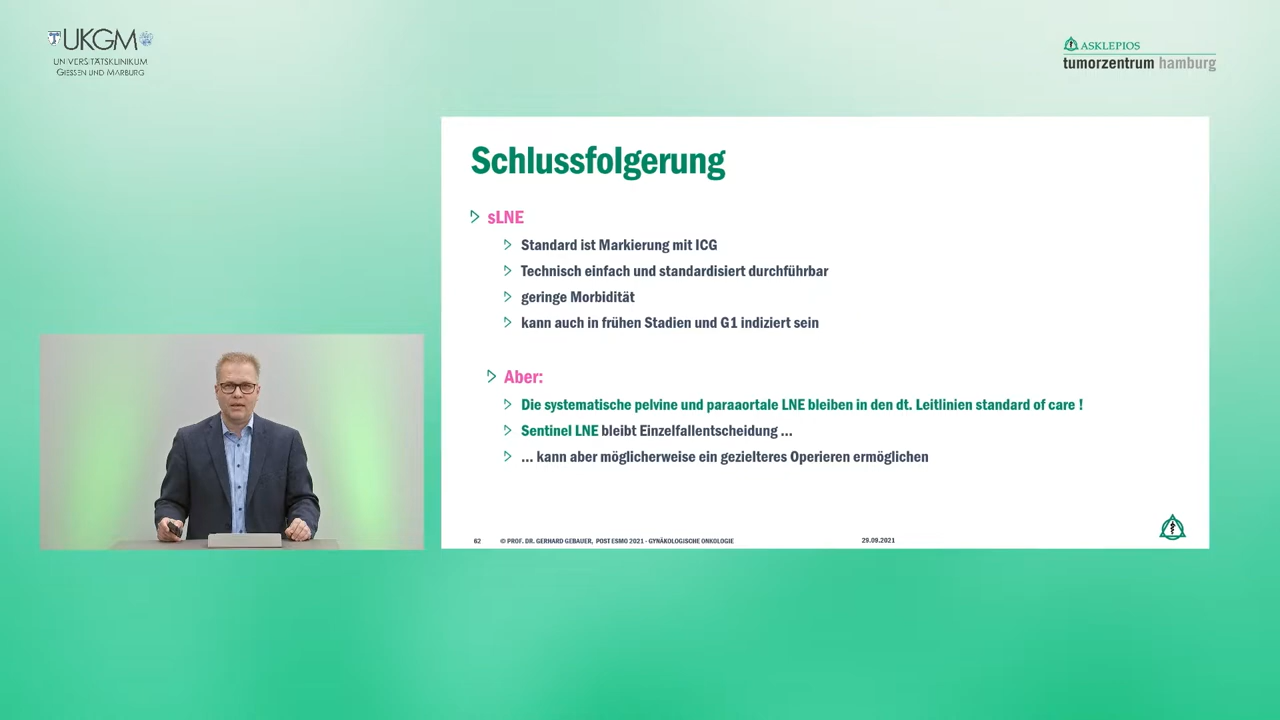 UKGM
UNIVERSITÄTSKLINIKUM
GIESSEN UND MARBURG
ASKLEPIOS
tumorzentrum hamburg
Schlussfolgerung
sLNE
Standard ist Markierung mit ICG
Technisch einfach und standardisiert durchführbar
geringe Morbidität
kann auch in frühen Stadien und G1 indiziert sein
Aber:
Die systematische pelvine und paraaortale LNE bleiben in den dt. Leitlinien standard of care !
Sentinel LNE bleibt Einzelfallentscheidung ...
... kann aber möglicherweise ein gezielteres Operieren ermöglichen
62 © PROF. DR. GERHARD GEBAUER, POST ESMO 2021 - GYNÄKOLOGISCHE ONKOLOGIE 29.09.2021